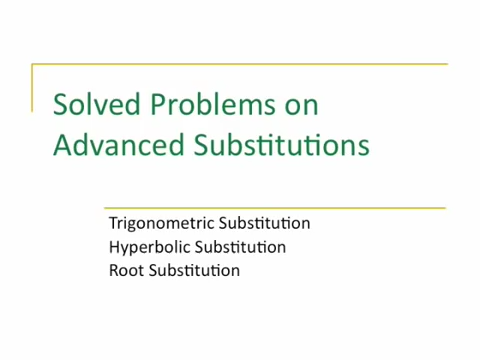 Solved Problems on
Advanced Substitutions
Trigonometric Substitution
Hyperbolic Substitution
Root Substitution